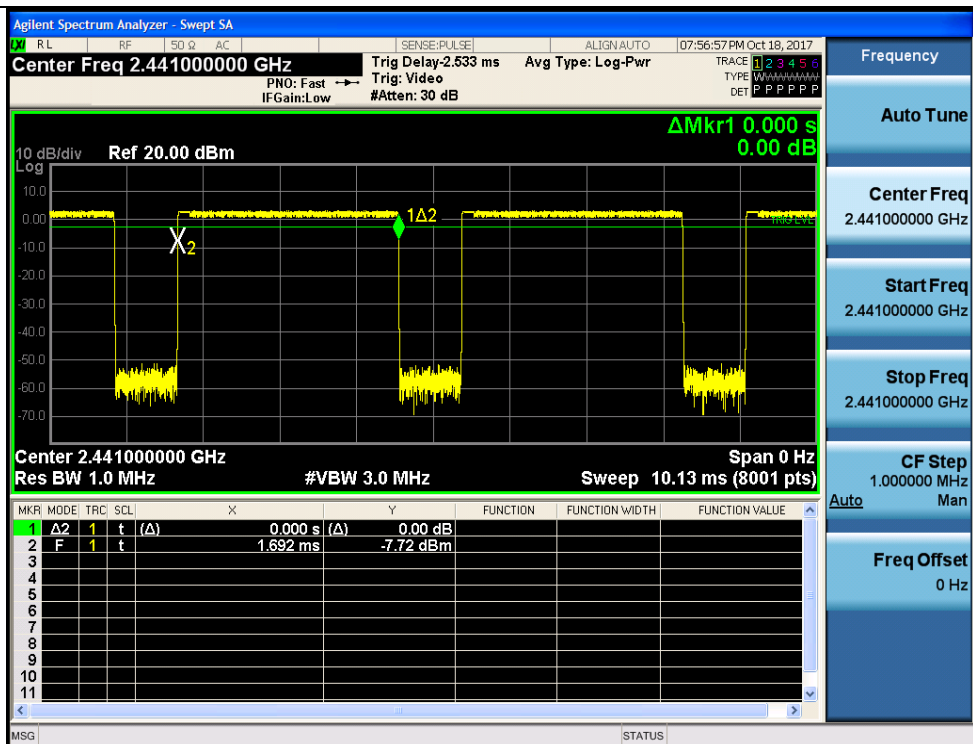 Agilent Spectrum Analyzer - Swept SA
LXI RL RF 50 Ω AC SENSE:PULSE ALIGN AUTO 07:56:57 PM Oct 18, 2017
Center Freq 2.441000000 GHz Trig Delay-2.533 ms Avg Type: Log-Pwr TRACE 1 2 3 4 5 6
PNO: Fast Trig: Video TYPE WWWWWWW
IFGain:Low #Atten: 30 dB DET P P P P P P
Frequency
Auto Tune
Center Freq
2.441000000 GHz
Start Freq
2.441000000 GHz
Stop Freq
2.441000000 GHz
CF Step
1.000000 MHz
Auto Man
Freq Offset
0 Hz
ΔMkr1 0.000 s
0.00 dB
10 dB/div Ref 20.00 dBm
Log
10.0
0.00
-10.0
-20.0
-30.0
-40.0
-50.0
-60.0
-70.0
1Δ2
X2
TRIG LVL
Center 2.441000000 GHz Span 0 Hz
Res BW 1.0 MHz #VBW 3.0 MHz Sweep 10.13 ms (8001 pts)
MKR MODE TRC SCL X Y FUNCTION FUNCTION WIDTH FUNCTION VALUE
1 Δ2 1 t (Δ) 0.000 s (Δ) 0.00 dB
2 F 1 t 1.692 ms -7.72 dBm
3
4
5
6
7
8
9
10
11
MSG STATUS